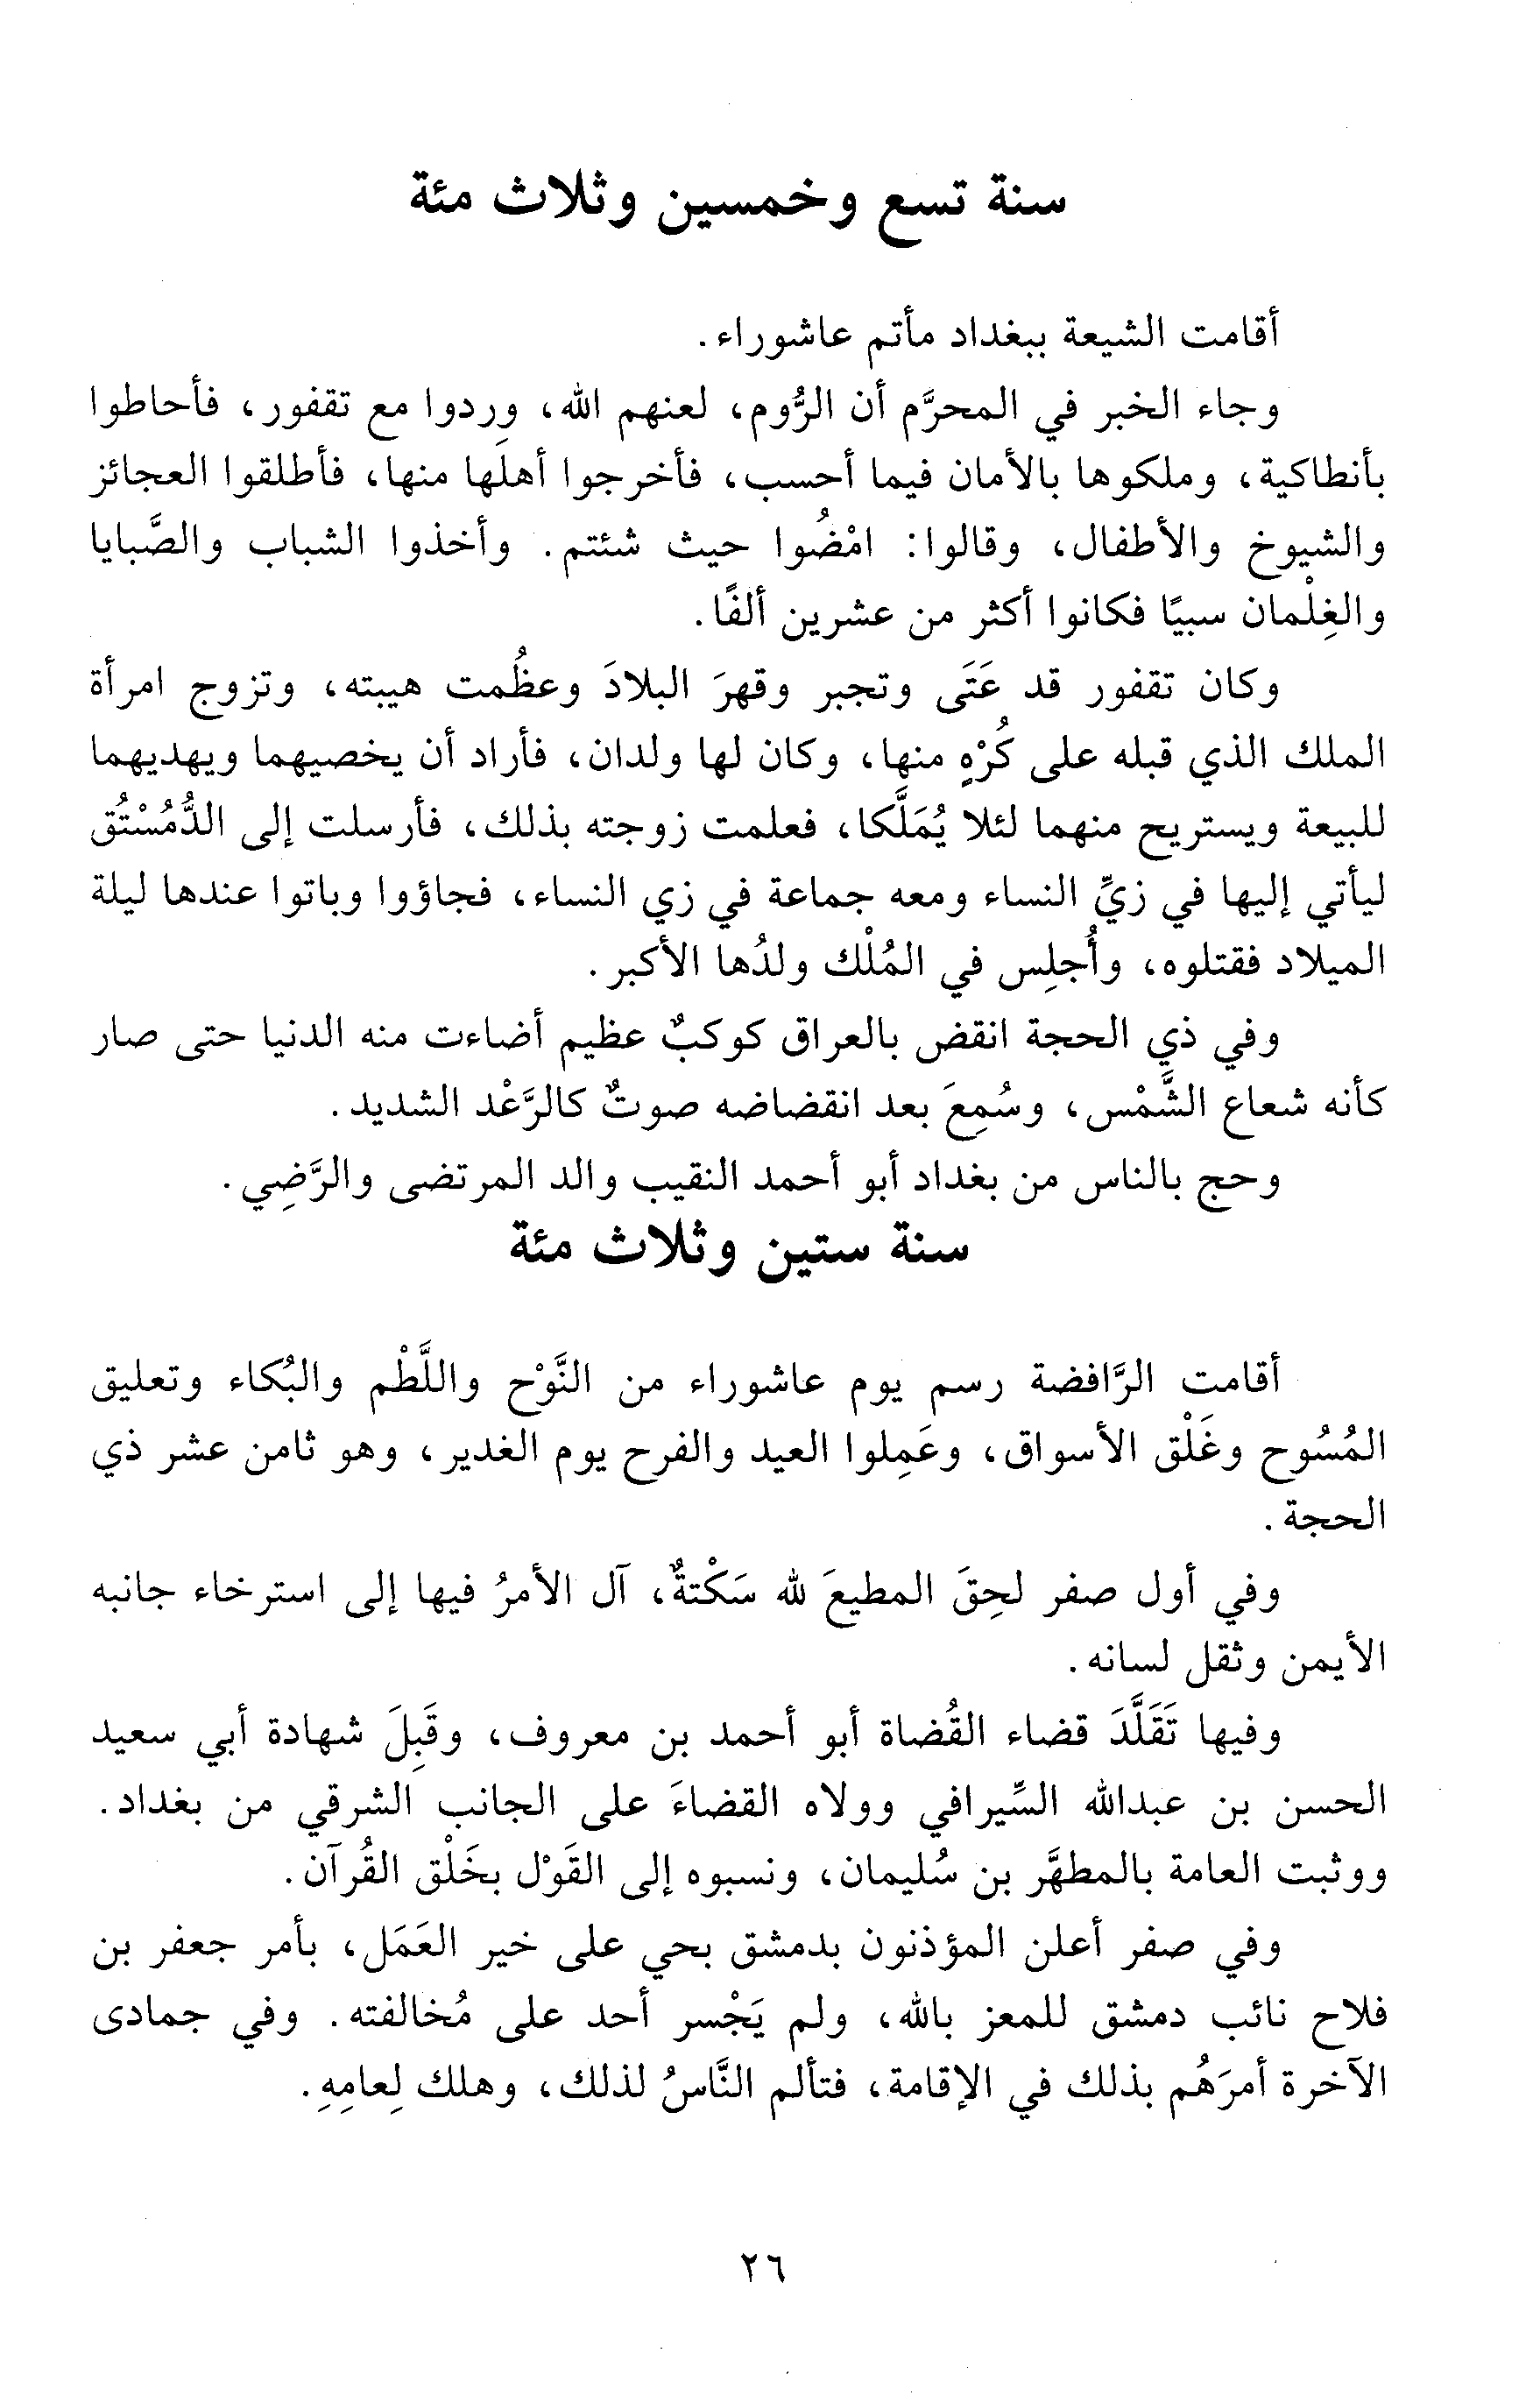 سنة تسع وخمسين وثلاث مئة
أقامت الشيعة ببغداد مأتم عاشوراء.
وجاء الخبر في المحرَّم أن الرُّوم، لعنهم الله، وردوا مع تقفور، فأحاطوا
بأنطاكية، وملكوها بالأمان فيما أحسب، فأخرجوا أهلَها منها، فأطلقوا العجائز
والشيوخ والأطفال، وقالوا: امْضُوا حيث شئتم. وأخذوا الشباب والصَّبايا
والغِلْمان سبيًا فكانوا أكثر من عشرين ألفًا.
وكان تقفور قد عَتَى وتجبر وقهرَ البلادَ وعظُمت هيبته، وتزوج امرأة
الملك الذي قبله على كُرْهٍ منها، وكان لها ولدان، فأراد أن يخصيهما ويهديهما
للبيعة ويستريح منهما لئلا يُمَلَّكا، فعلمت زوجته بذلك، فأرسلت إلى الدُّمُسْتُق
ليأتي إليها في زيِّ النساء ومعه جماعة في زي النساء، فجاؤوا وباتوا عندها ليلة
الميلاد فقتلوه، وأُجلِس في المُلْك ولدُها الأكبر.
وفي ذي الحجة انقض بالعراق كوكبٌ عظيم أضاءت منه الدنيا حتى صار
كأنه شعاع الشَّمْس، وسُمِعَ بعد انقضاضه صوتٌ كالرَّعْد الشديد.
وحج بالناس من بغداد أبو أحمد النقيب والد المرتضى والرَّضِي.
سنة ستين وثلاث مئة
أقامت الرَّافضة رسم يوم عاشوراء من النَّوْح واللَّطْم والبُكاء وتعليق
المُسُوح وغَلْق الأسواق، وعَمِلوا العيد والفرح يوم الغدير، وهو ثامن عشر ذي
الحجة.
وفي أول صفر لحِقَ المطيعَ لله سَكْتةٌ، آل الأمرُ فيها إلى استرخاء جانبه
الأيمن وثقل لسانه.
وفيها تَقَلَّدَ قضاء القُضاة أبو أحمد بن معروف، وقَبِلَ شهادة أبي سعيد
الحسن بن عبدالله السِّيرافي وولاه القضاءَ على الجانب الشرقي من بغداد.
ووثبت العامة بالمطهَّر بن سُليمان، ونسبوه إلى القَوْل بخَلْق القُرآن.
وفي صفر أعلن المؤذنون بدمشق بحي على خير العَمَل، بأمر جعفر بن
فلاح نائب دمشق للمعز بالله، ولم يَجْسر أحد على مُخالفته. وفي جمادى
الآخرة أمرَهُم بذلك في الإقامة، فتألم النَّاسُ لذلك، وهلك لِعامِهِ.
٢٦